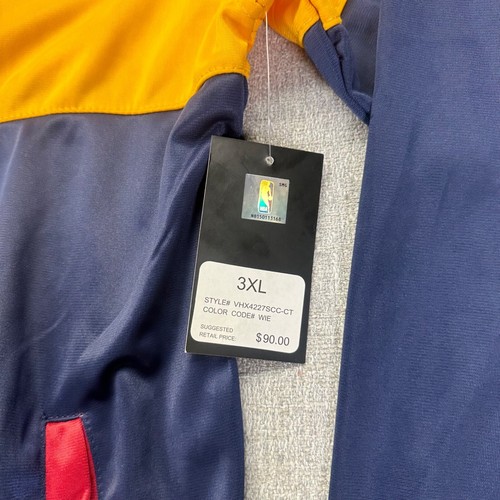 3XL
STYLE# VHX4227SCC-CT
COLOR CODE# WIE
SUGGESTED
RETAIL PRICE: $90.00